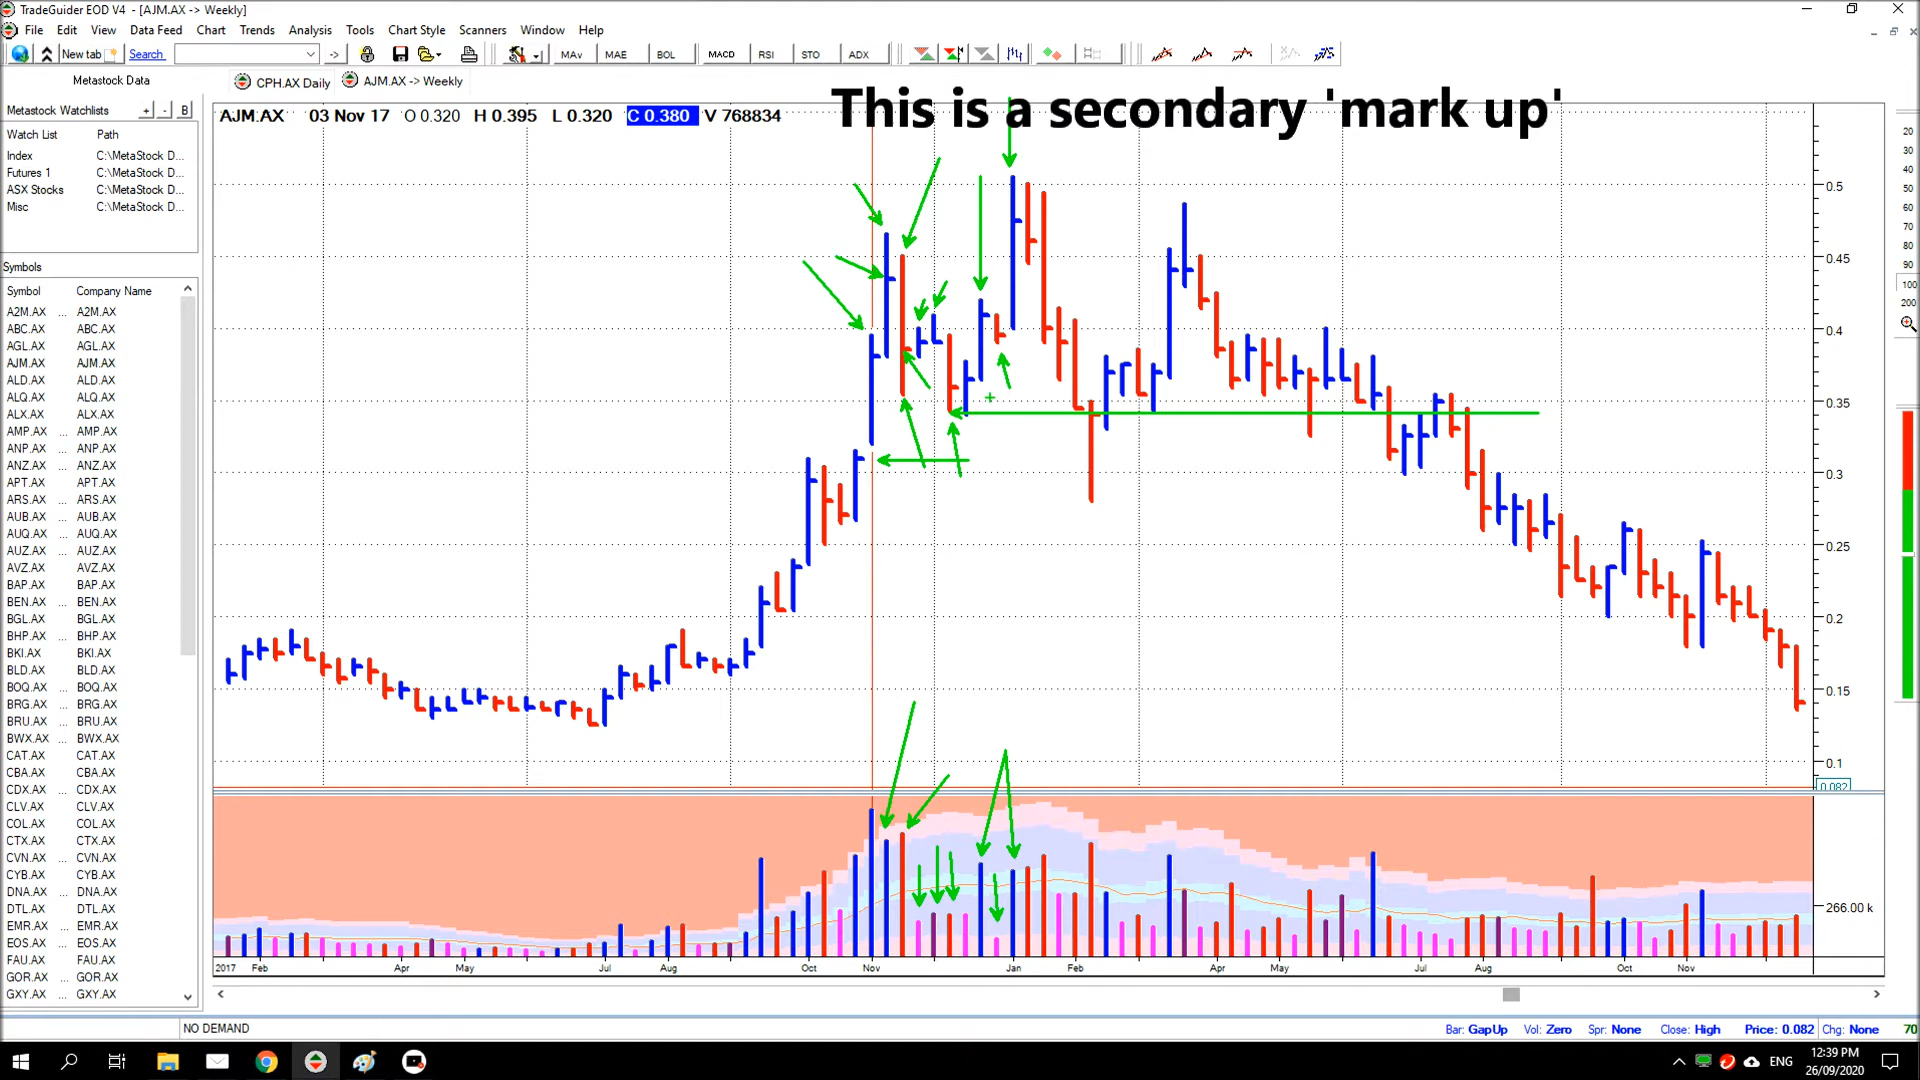 TradeGuider EOD V4 - [AJM.AX -> Weekly]
File Edit View Data Feed Chart Trends Analysis Tools Chart Style Scanners Window Help
New tab Search -> MAv MAE BOL MACD RSI STO ADX
Metastock Data CPH.AX Daily AJM.AX -> Weekly
Metastock Watchlists + - B
Watch List Path
Index C:\MetaStock D...
Futures 1 C:\MetaStock D...
ASX Stocks C:\MetaStock D...
Misc C:\MetaStock D...
Symbols
Symbol Company Name
A2M.AX ... A2M.AX
ABC.AX ABC.AX
AGL.AX AGL.AX
AJM.AX AJM.AX
ALD.AX ALD.AX
ALQ.AX ALQ.AX
ALX.AX ALX.AX
AMP.AX ... AMP.AX
ANP.AX ... ANP.AX
ANZ.AX ... ANZ.AX
APT.AX APT.AX
ARS.AX ... ARS.AX
AUB.AX ... AUB.AX
AUQ.AX ... AUQ.AX
AUZ.AX ... AUZ.AX
AVZ.AX ... AVZ.AX
BAP.AX BAP.AX
BEN.AX ... BEN.AX
BGL.AX BGL.AX
BHP.AX ... BHP.AX
BKI.AX BKI.AX
BLD.AX BLD.AX
BOQ.AX ... BOQ.AX
BRG.AX ... BRG.AX
BRU.AX ... BRU.AX
BWX.AX ... BWX.AX
CAT.AX CAT.AX
CBA.AX CBA.AX
CDX.AX ... CDX.AX
CLV.AX CLV.AX
COL.AX COL.AX
CTX.AX CTX.AX
CVN.AX ... CVN.AX
CYB.AX ... CYB.AX
DNA.AX ... DNA.AX
DTL.AX DTL.AX
EMR.AX ... EMR.AX
EOS.AX ... EOS.AX
FAU.AX FAU.AX
GOR.AX ... GOR.AX
GXY.AX ... GXY.AX
AJM.AX 03 Nov 17 O 0.320 H 0.395 L 0.320 C 0.380 V 768834
This is a secondary 'mark up'
0.5
0.45
0.4
0.35
0.3
0.25
0.2
0.15
0.1
0.082
266.00 k
20
30
40
50
60
70
80
90
100
200
2017 Feb Apr May Jul Aug Oct Nov Jan Feb Apr May Jul Aug Oct Nov
NO DEMAND Bar: GapUp Vol: Zero Spr: None Close: High Price: 0.082 Chg: None 70
ENG 12:39 PM
26/09/2020